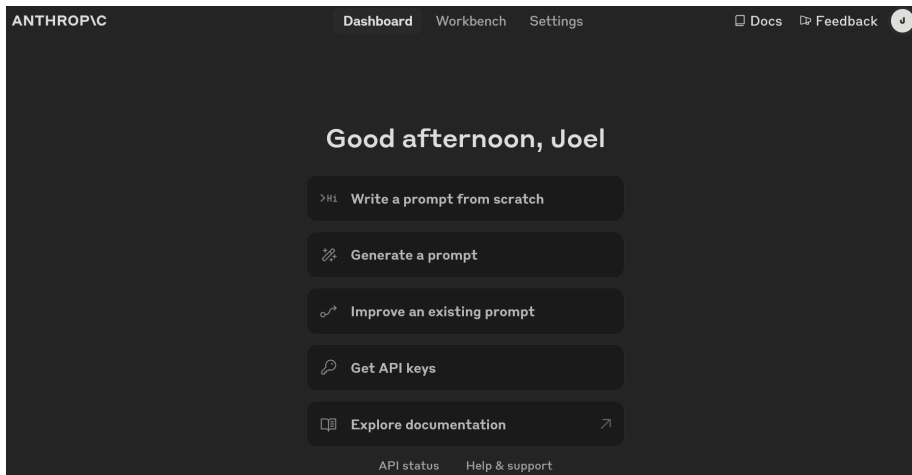 ANTHROP\C
Dashboard Workbench Settings
Docs Feedback J
Good afternoon, Joel
>Hi Write a prompt from scratch
Generate a prompt
Improve an existing prompt
Get API keys
Explore documentation
API status Help & support